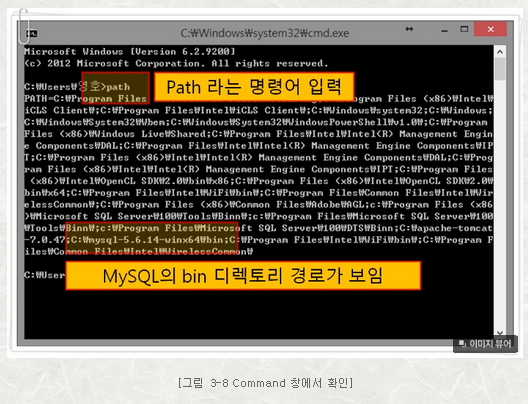 C:₩Windows₩system32₩cmd.exe
Microsoft Windows [Version 6.2.9200]
(c) 2012 Microsoft Corporation. All rights reserved.
C:₩Users₩영호>path
Path 라는 명령어 입력
PATH=C:₩Program Files Program Files (x86)₩Intel₩
iCLS Client₩;C:₩Program Files₩Intel₩iCLS Client₩;C:₩Windows₩system32;C:₩Windows;
C:₩Windows₩System32₩Wbem;C:₩Windows₩System32₩WindowsPowerShell₩v1.0₩;C:₩Program
Files (x86)₩Windows Live₩Shared;C:₩Program Files₩Intel₩Intel(R) Management Engin
e Components₩DAL;C:₩Program Files₩Intel₩Intel(R) Management Engine Components₩IP
T;C:₩Program Files (x86)₩Intel₩Intel(R) Management Engine Components₩DAL;C:₩Prog
ram Files (x86)₩Intel₩Intel(R) Management Engine Components₩IPT;C:₩Program Files
(x86)₩Intel₩OpenCL SDK₩2.0₩bin₩x86;C:₩Program Files (x86)₩Intel₩OpenCL SDK₩2.0₩
bin₩x64;C:₩Program Files₩Intel₩WiFi₩bin₩;C:₩Program Files₩Common Files₩Intel₩Wir
elessCommon₩;C:₩Program Files (x86)₩Common Files₩Adobe₩AGL;c:₩Program Files (x86
)₩Microsoft SQL Server₩100₩Tools₩Binn₩;c:₩Program Files₩Microsoft SQL Server₩100
₩Tools₩Binn₩;c:₩Program Files₩Microsoft SQL Server₩100₩DTS₩Binn;C:₩apache-tomcat
-7.0.47;C:₩mysql-5.6.14-winx64₩bin;C:₩Program Files₩Intel₩WiFi₩bin₩;C:₩Program F
iles₩Common Files₩Intel₩WirelessCommon₩
C:₩User
MySQL의 bin 디렉토리 경로가 보임
이미지 뷰어
[그림 3-8 Command 창에서 확인]